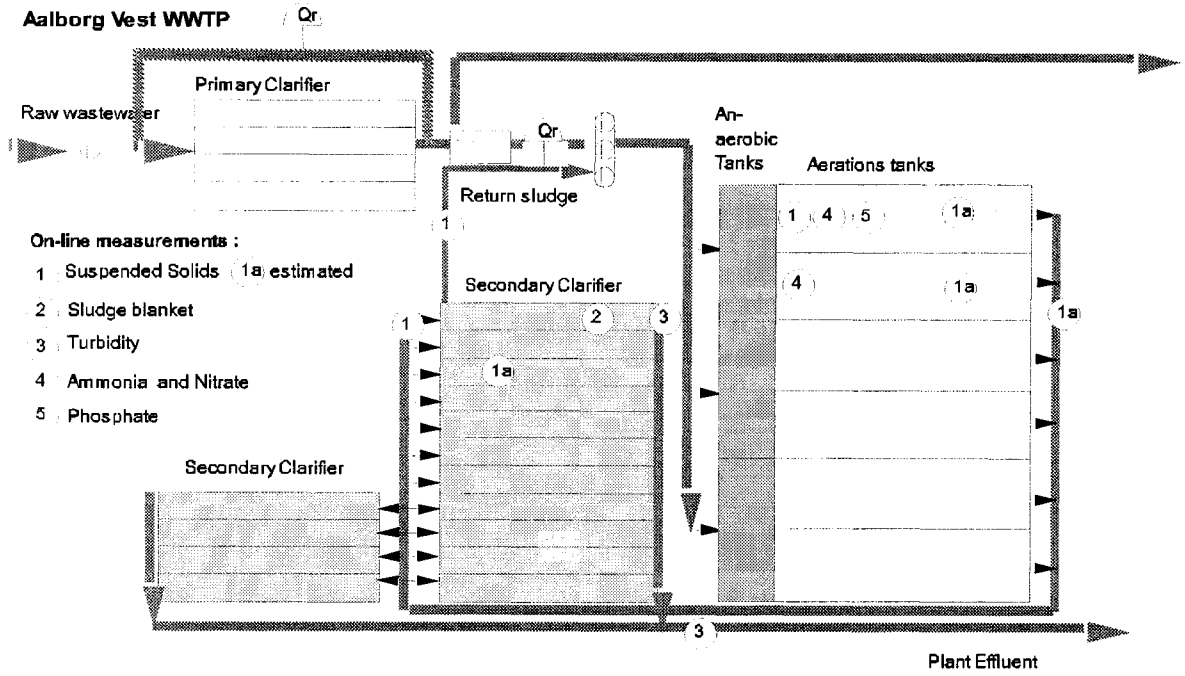 Aalborg Vest WWTP
Qr
Primary Clarifier
Raw wastewater
Qr
Return sludge
An-
aerobic
Tanks
Aerations tanks
1 4 5 1a
4 1a
1a
1
On-line measurements :
1 Suspended Solids 1a estimated
2 Sludge blanket
3 Turbidity
4 Ammonia and Nitrate
5 Phosphate
Secondary Clarifier
1
2
3
1a
Secondary Clarifier
3
Plant Effluent